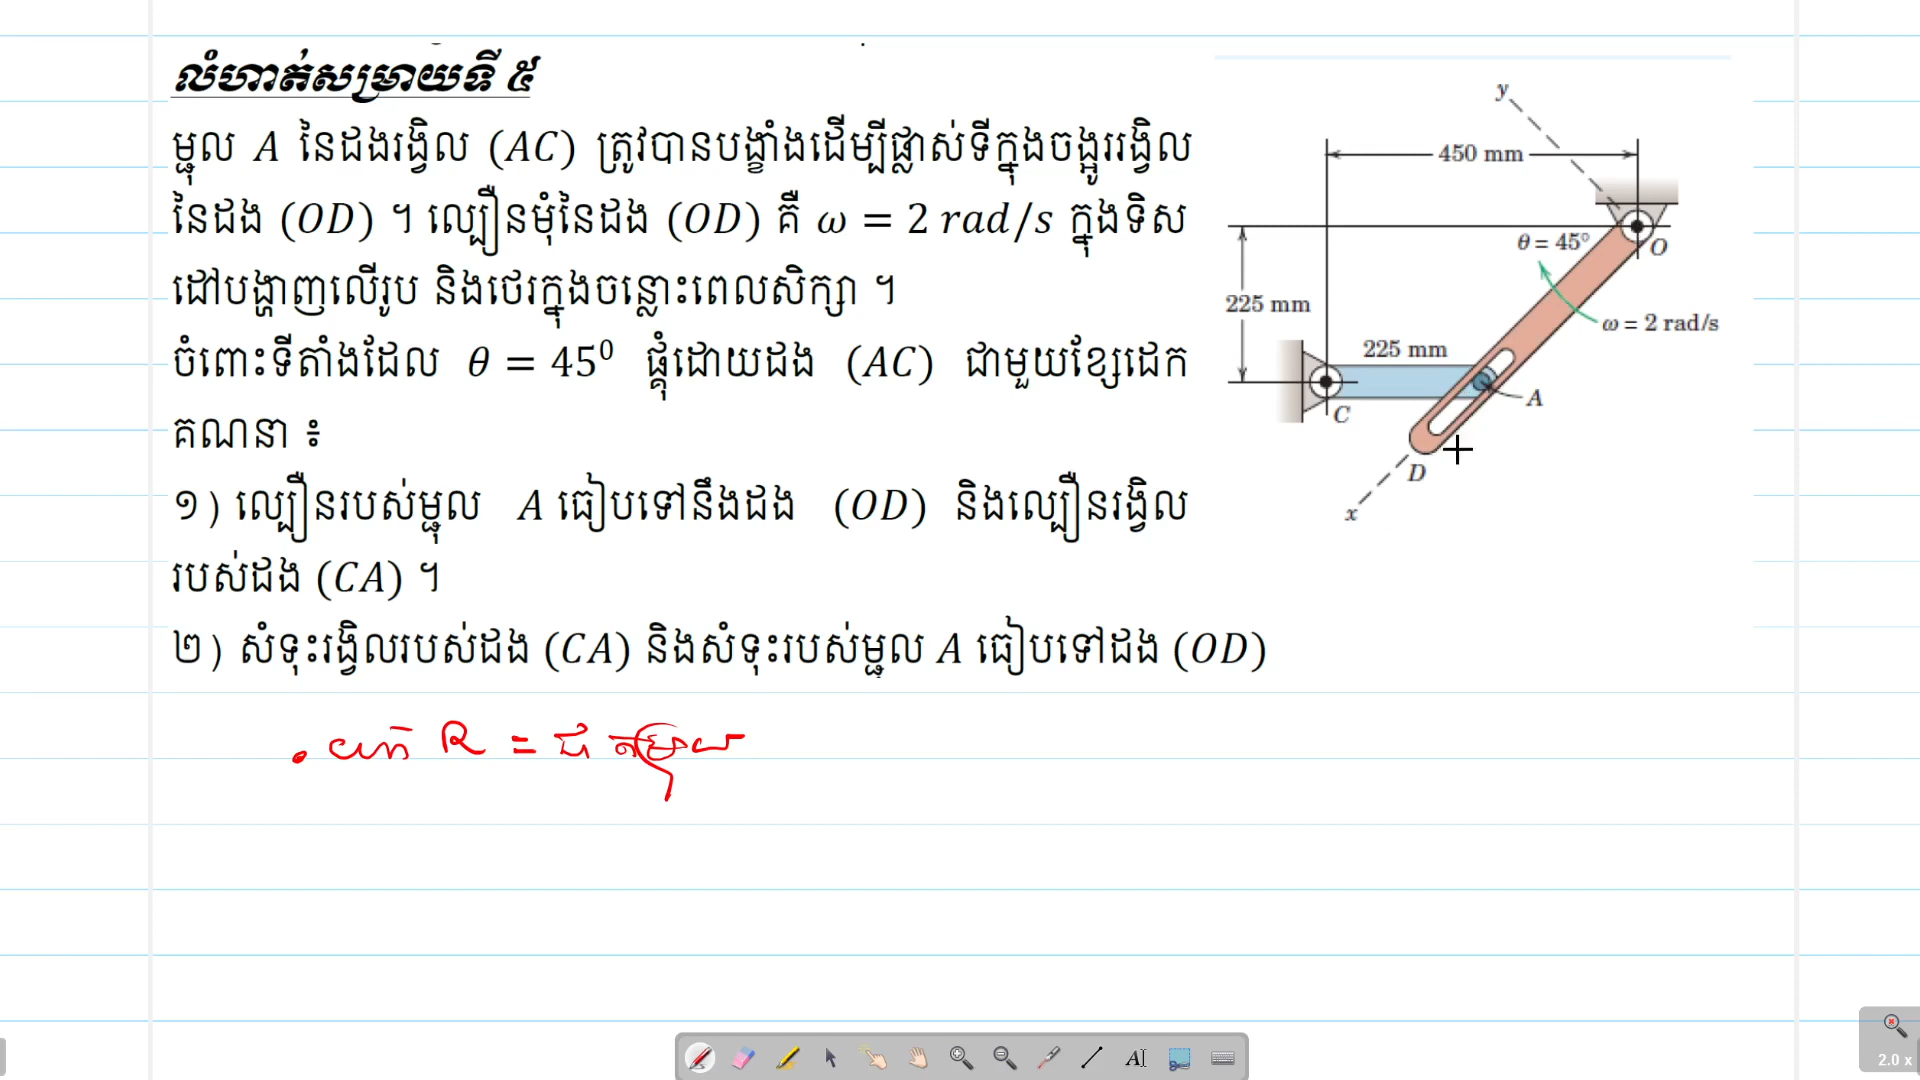 លំហាត់សម្រាយទី ៥
ម្ជុល A នៃដងរង្វិល (AC) ត្រូវបានបង្ខាំងដើម្បីផ្លាស់ទីក្នុងចង្អូររង្វិល
នៃដង (OD) ។ ល្បឿនមុំនៃដង (OD) គឺ ω = 2 rad/s ក្នុងទិស
ដៅបង្ហាញលើរូប និងថេរក្នុងចន្លោះពេលសិក្សា ។
ចំពោះទីតាំងដែល θ = 45⁰ ផ្គុំដោយដង (AC) ជាមួយខ្សែដេក
គណនា ៖
១) ល្បឿនរបស់ម្ជុល A ធៀបទៅនឹងដង (OD) និងល្បឿនរង្វិល
របស់ដង (CA) ។
២) សំទុះរង្វិលរបស់ដង (CA) និងសំទុះរបស់ម្ជុល A ធៀបទៅដង (OD)
y
450 mm
θ = 45°
O
225 mm
ω = 2 rad/s
225 mm
C
A
D
x
R =
2.0 x